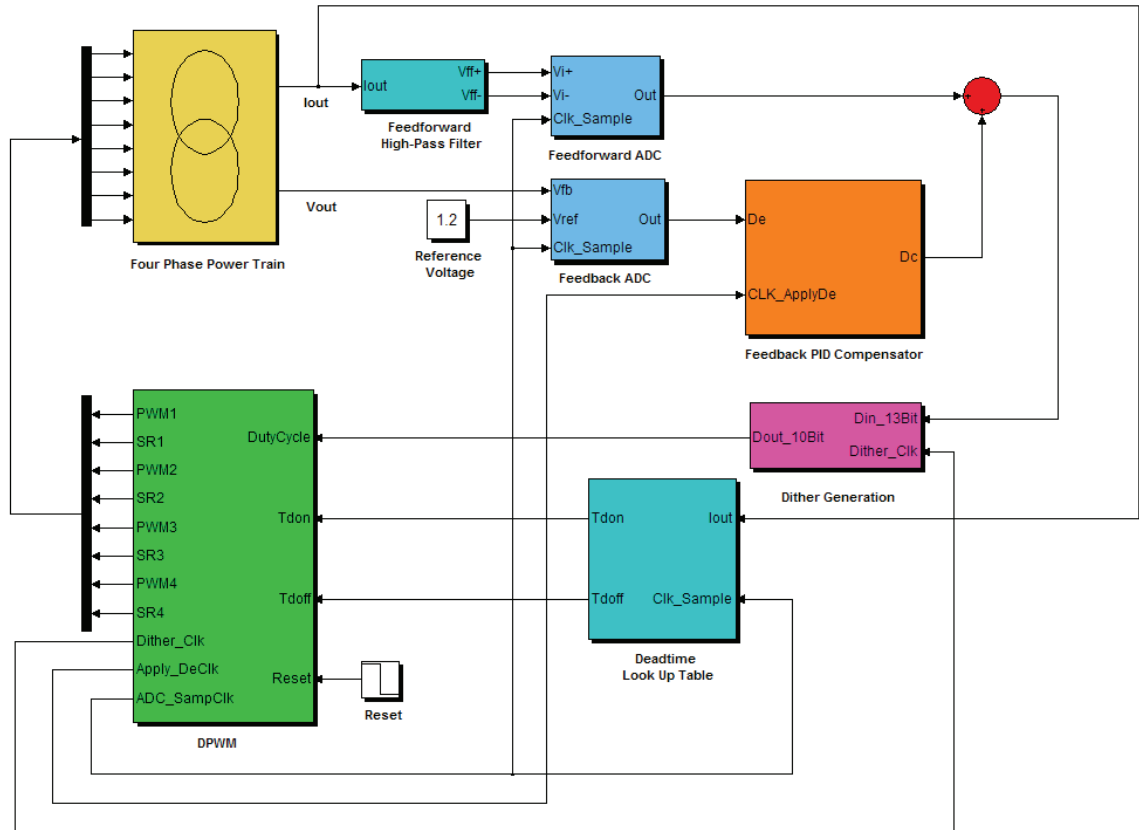 Iout
Vout
Four Phase Power Train
Iout
Vff+
Vff-
Feedforward
High-Pass Filter
Vi+
Vi-
Clk_Sample
Out
Feedforward ADC
+
+
1.2
Reference
Voltage
Vfb
Vref
Clk_Sample
Out
Feedback ADC
De
CLK_ApplyDe
Dc
Feedback PID Compensator
PWM1
SR1
PWM2
SR2
PWM3
SR3
PWM4
SR4
Dither_Clk
Apply_DeClk
ADC_SampClk
DutyCycle
Tdon
Tdoff
Reset
DPWM
Reset
Dout_10Bit
Din_13Bit
Dither_Clk
Dither Generation
Tdon
Tdoff
Iout
Clk_Sample
Deadtime
Look Up Table